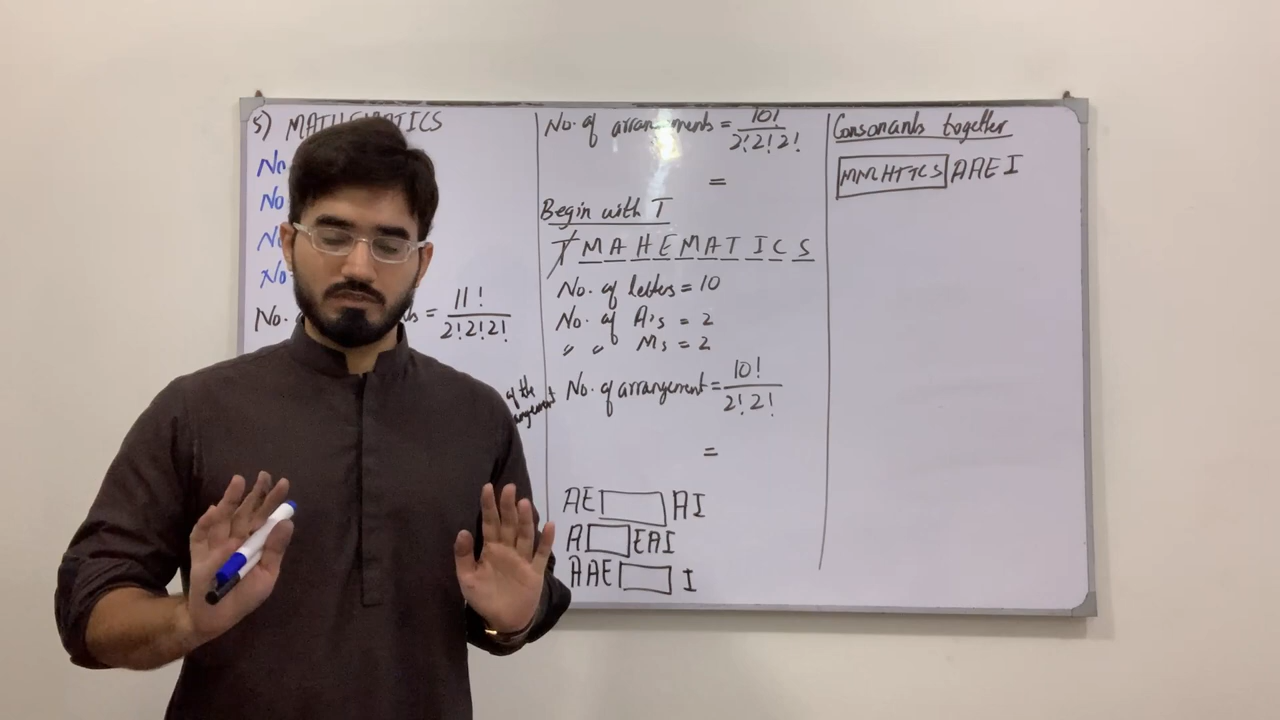 5) MATHEMATICS
No
No
No
No
No. = 11!
2!2!2!
of the
No. of arrangements = 10!
2!2!2!
=
Begin with T
T M A H E M A T I C S
No. of letters = 10
No. of A's = 2
" " Ms = 2
No. of arrangement = 10!
2! 2!
=
AE AI
A EAI
AAE I
Consonants together
MMHTTCS AAEI